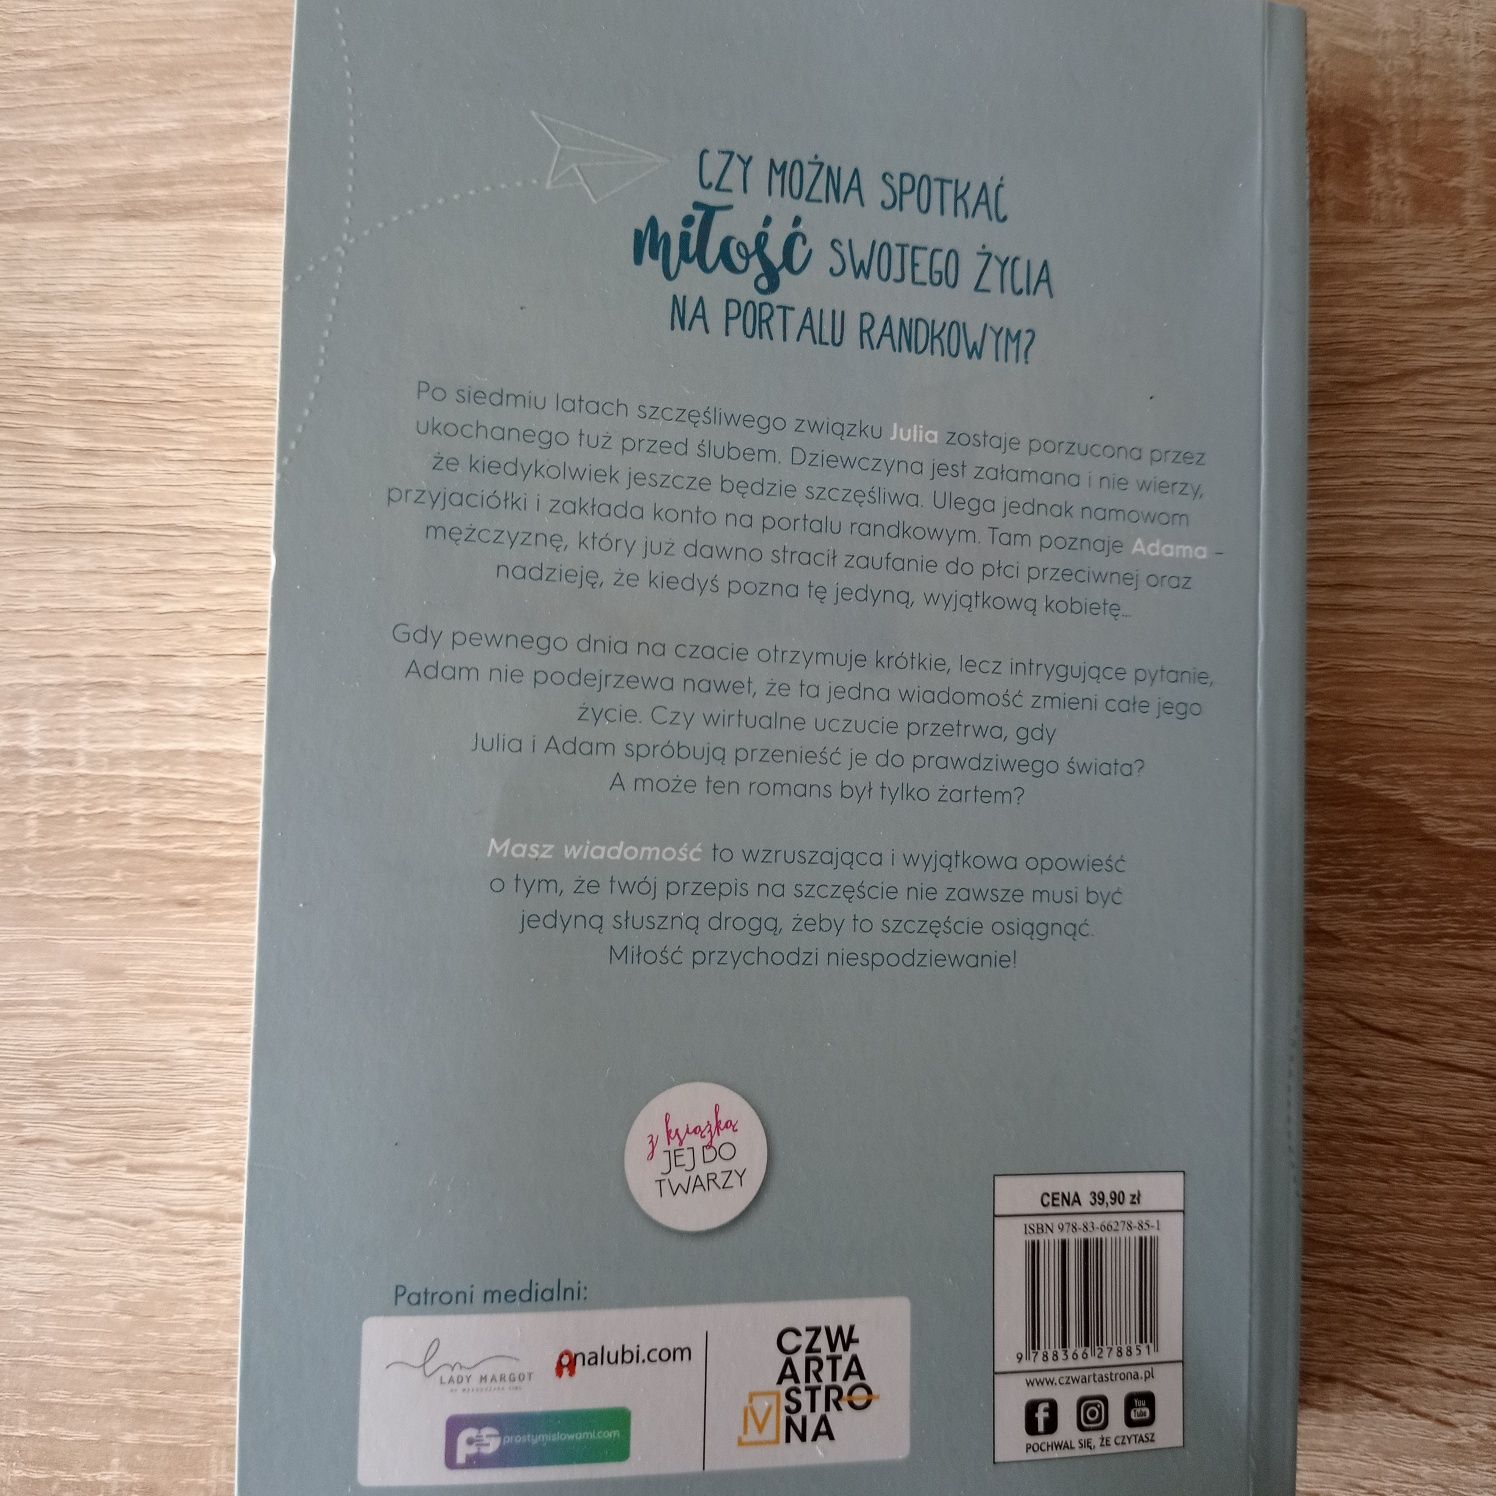 CZY MOŻNA SPOTKAĆ
miłość SWOJEGO ŻYCIA
NA PORTALU RANDKOWYM?
Po siedmiu latach szczęśliwego związku Julia zostaje porzucona przez
ukochanego tuż przed ślubem. Dziewczyna jest załamana i nie wierzy,
że kiedykolwiek jeszcze będzie szczęśliwa. Ulega jednak namowom
przyjaciółki i zakłada konto na portalu randkowym. Tam poznaje Adama –
mężczyznę, który już dawno stracił zaufanie do płci przeciwnej oraz
nadzieję, że kiedyś pozna tę jedyną, wyjątkową kobietę...
Gdy pewnego dnia na czacie otrzymuje krótkie, lecz intrygujące pytanie,
Adam nie podejrzewa nawet, że ta jedna wiadomość zmieni całe jego
życie. Czy wirtualne uczucie przetrwa, gdy
Julia i Adam spróbują przenieść je do prawdziwego świata?
A może ten romans był tylko żartem?
Masz wiadomość to wzruszająca i wyjątkowa opowieść
o tym, że twój przepis na szczęście nie zawsze musi być
jedyną słuszną drogą, żeby to szczęście osiągnąć.
Miłość przychodzi niespodziewanie!
z książką
JEJ DO
TWARZY
Patroni medialni:
LADY MARGOT
onalubi.com
ps prostymislowami.com
CZW-
ARTA
STRO
NA
CENA 39,90 zł
ISBN 978-83-66278-85-1
9 788366 278851
www.czwartastrona.pl
You
Tube
POCHWAL SIĘ, ŻE CZYTASZ